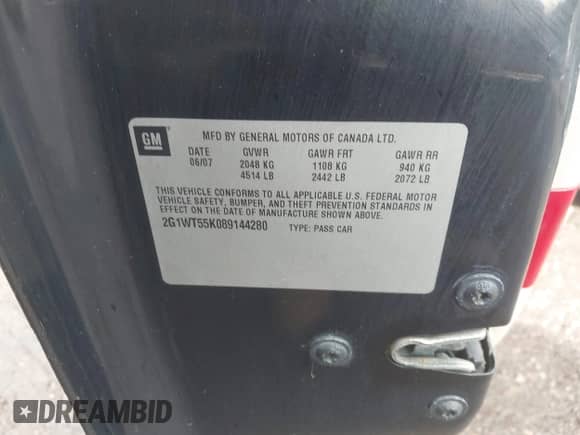 GM
MFD BY GENERAL MOTORS OF CANADA LTD.
DATE GVWR GAWR FRT GAWR RR
06/07 2048 KG 1108 KG 940 KG
4514 LB 2442 LB 2072 LB
THIS VEHICLE CONFORMS TO ALL APPLICABLE U.S. FEDERAL MOTOR
VEHICLE SAFETY, BUMPER, AND THEFT PREVENTION STANDARDS IN
EFFECT ON THE DATE OF MANUFACTURE SHOWN ABOVE.
2G1WT55K089144280 TYPE: PASS CAR
DREAMBID